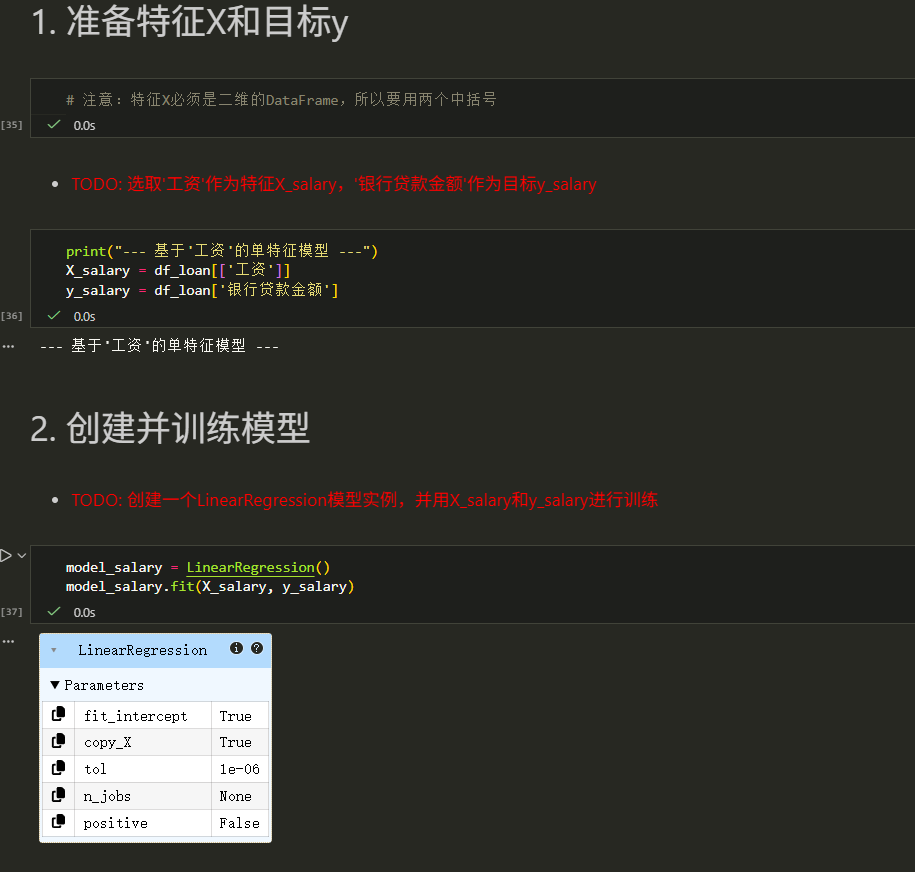 1. 准备特征X和目标y
# 注意：特征X必须是二维的DataFrame，所以要用两个中括号
[35]
0.0s
TODO: 选取'工资'作为特征X_salary，'银行贷款金额'作为目标y_salary
print("--- 基于'工资'的单特征模型 ---")
X_salary = df_loan[['工资']]
y_salary = df_loan['银行贷款金额']
[36]
0.0s
--- 基于'工资'的单特征模型 ---
2. 创建并训练模型
TODO: 创建一个LinearRegression模型实例，并用X_salary和y_salary进行训练
model_salary = LinearRegression()
model_salary.fit(X_salary, y_salary)
[37]
0.0s
LinearRegression
Parameters
fit_intercept True
copy_X True
tol 1e-06
n_jobs None
positive False